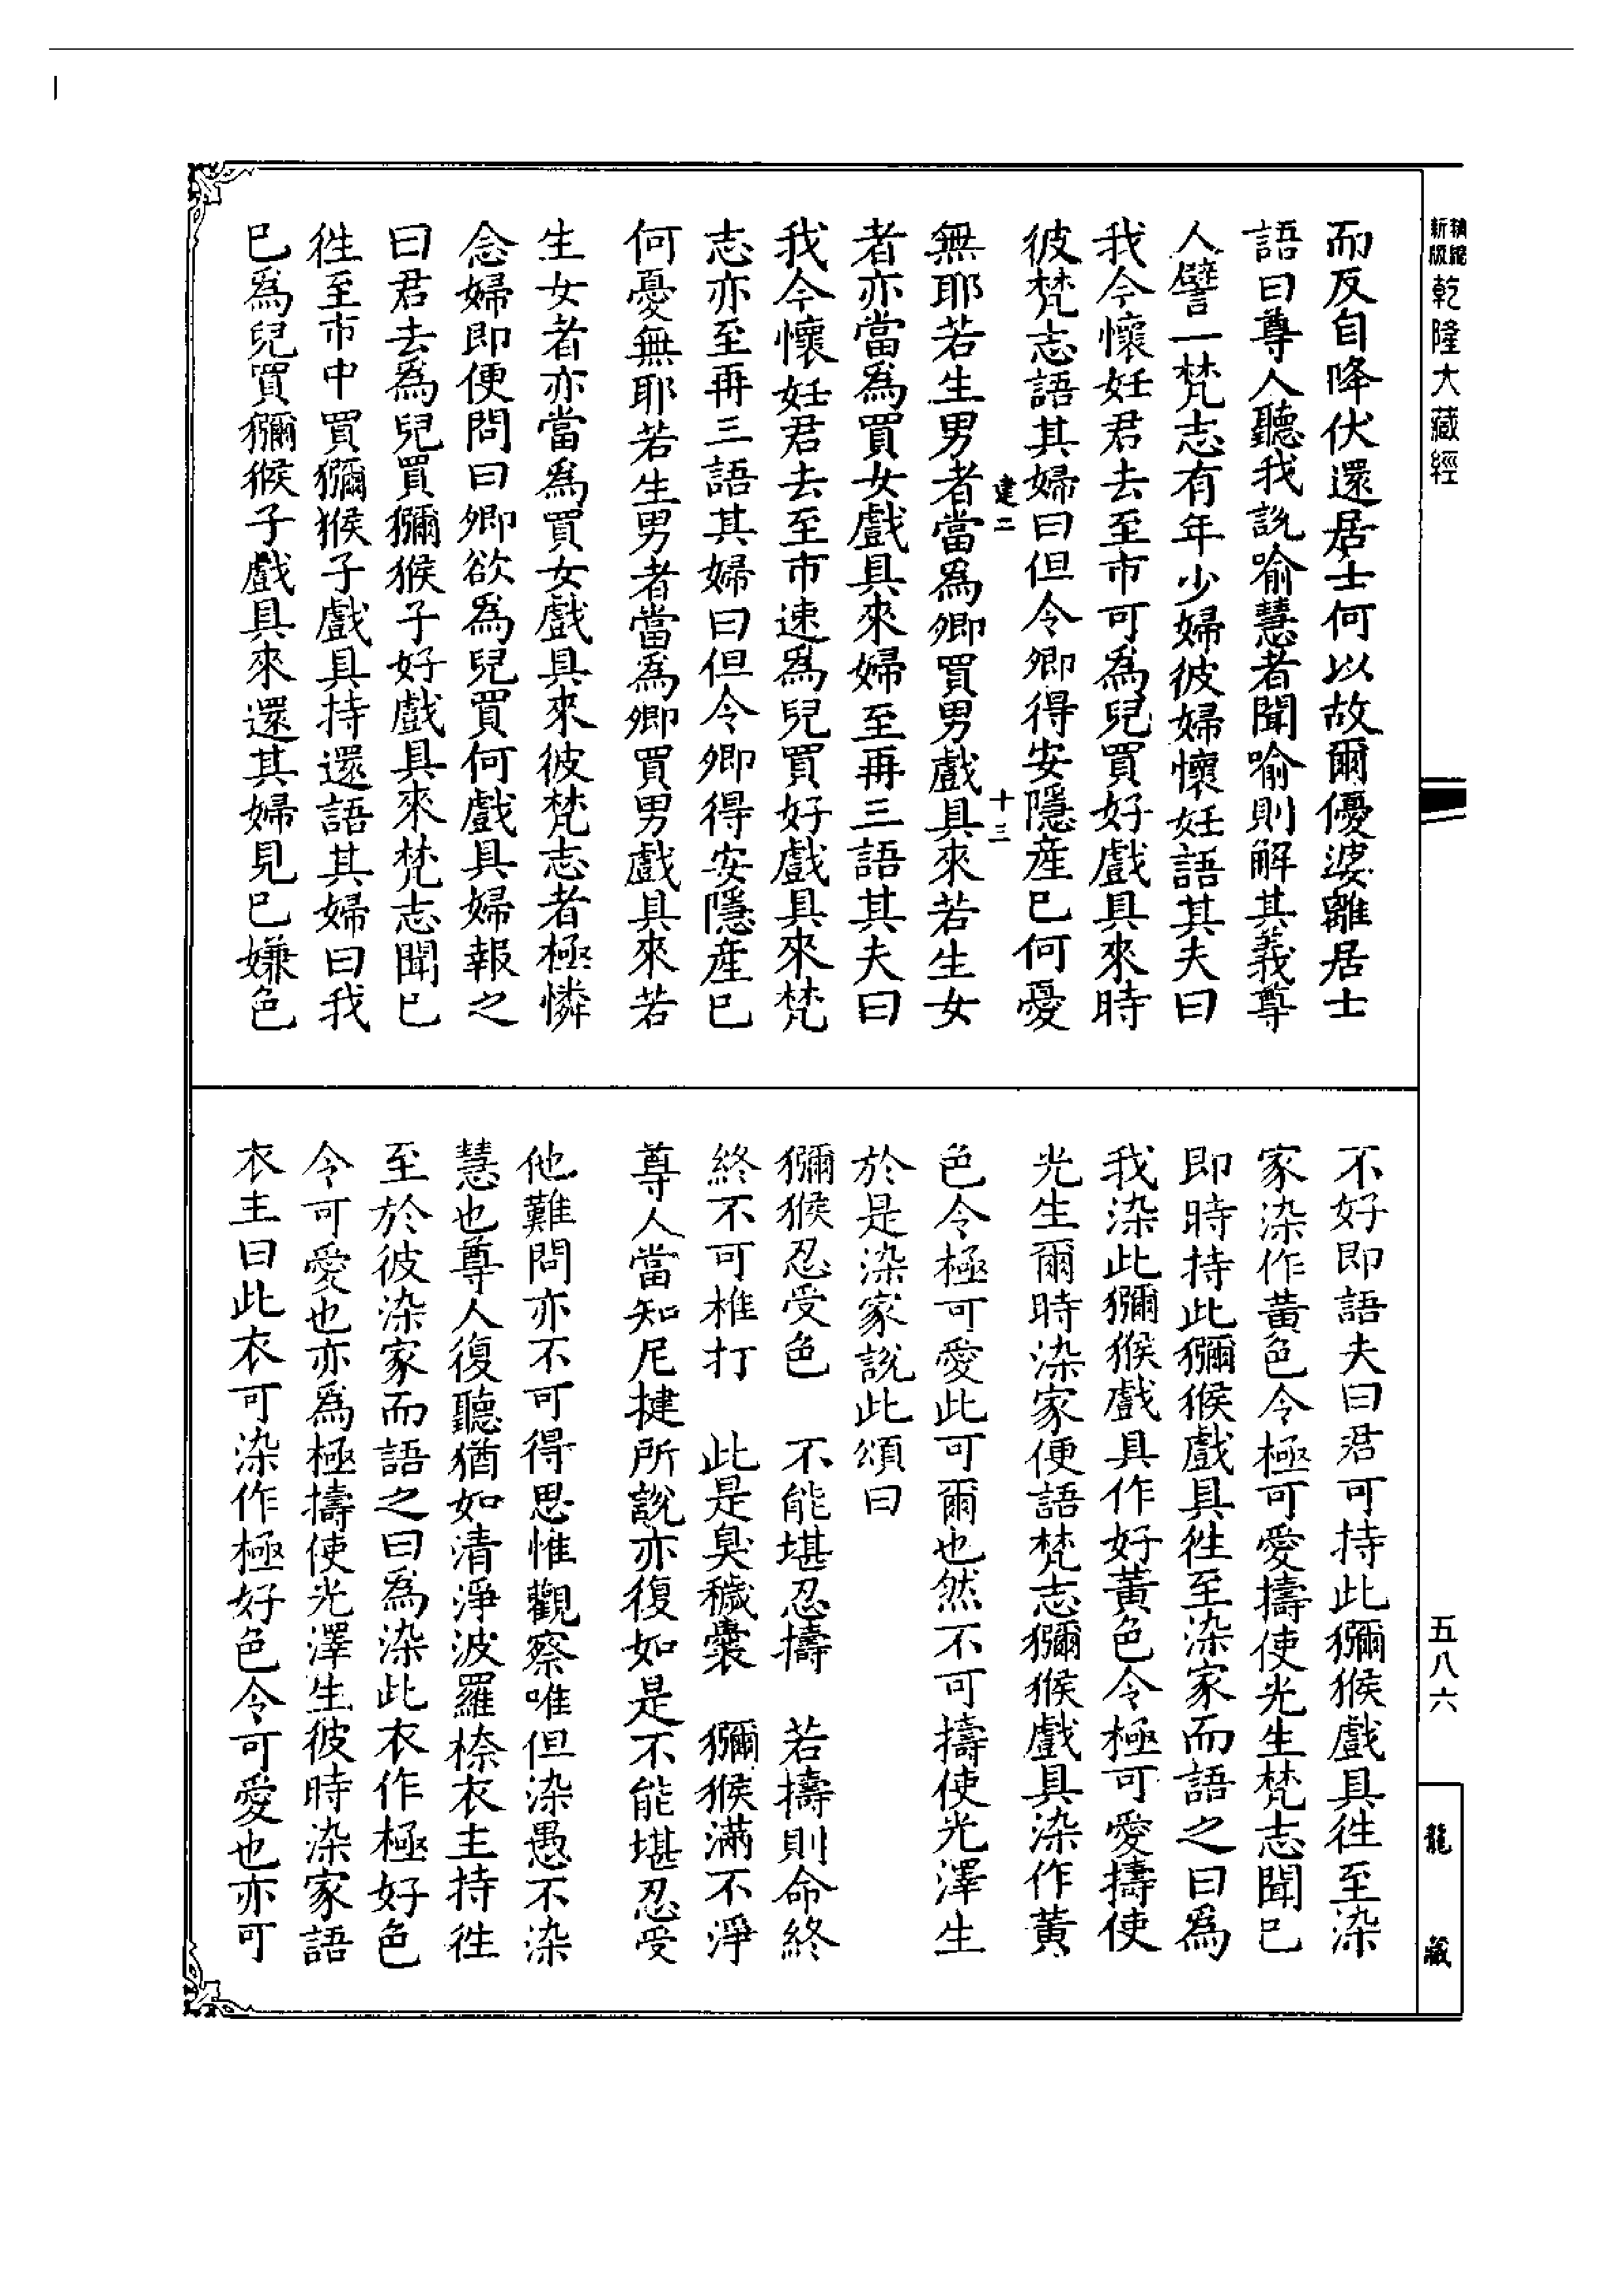 新版精縮乾隆大藏經
而反自降伏還居士何以故爾優婆離居士
語曰尊人聽我說喻慧者聞喻則解其義尊
人譬一梵志有年少婦彼婦懷妊語其夫曰
我今懷妊君去至市可為兒買好戲具來時
彼梵志語其婦曰但令卿得安隱産已何憂
建二 十三
無耶若生男者當為卿買男戲具來若生女
者亦當為買女戲具來婦至再三語其夫曰
我今懷妊君去至市速為兒買好戲具來梵
志亦至再三語其婦曰但令卿得安隱産已
何憂無耶若生男者當為卿買男戲具來若
生女者亦當為買女戲具來彼梵志者極憐
念婦即便問曰卿欲為兒買何戲具婦報之
曰君去為兒買獼猴子好戲具來梵志聞已
徃至市中買獼猴子戲具持還語其婦曰我
已為兒買獼猴子戲具來還其婦見已嫌色
不好即語夫曰君可持此獼猴戲具徃至染
家染作黃色令極可愛擣使光生梵志聞已
即時持此獼猴戲具徃至染家而語之曰為
我染此獼猴戲具作好黃色令極可愛擣使
光生爾時染家便語梵志獼猴戲具染作黃
色令極可愛此可爾也然不可擣使光澤生
於是染家說此頌曰
獼猴忍受色 不能堪忍擣 若擣則命終
終不可椎打 此是臭穢囊 獼猴滿不淨
尊人當知尼揵所說亦復如是不能堪忍受
他難問亦不可得思惟觀察唯但染愚不染
慧也尊人復聽猶如清淨波羅㮈衣主持徃
至於彼染家而語之曰為染此衣作極好色
令可愛也亦為極擣使光澤生彼時染家語
衣主曰此衣可染作極好色令可愛也亦可
五八六
龍藏